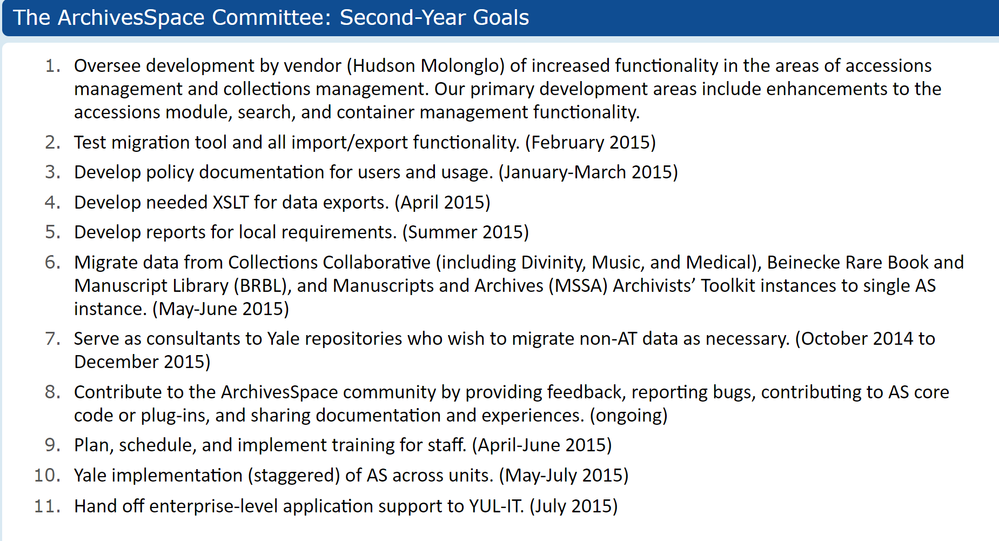 The ArchivesSpace Committee: Second-Year Goals
1. Oversee development by vendor (Hudson Molonglo) of increased functionality in the areas of accessions
management and collections management. Our primary development areas include enhancements to the
accessions module, search, and container management functionality.
2. Test migration tool and all import/export functionality. (February 2015)
3. Develop policy documentation for users and usage. (January-March 2015)
4. Develop needed XSLT for data exports. (April 2015)
5. Develop reports for local requirements. (Summer 2015)
6. Migrate data from Collections Collaborative (including Divinity, Music, and Medical), Beinecke Rare Book and
Manuscript Library (BRBL), and Manuscripts and Archives (MSSA) Archivists’ Toolkit instances to single AS
instance. (May-June 2015)
7. Serve as consultants to Yale repositories who wish to migrate non-AT data as necessary. (October 2014 to
December 2015)
8. Contribute to the ArchivesSpace community by providing feedback, reporting bugs, contributing to AS core
code or plug-ins, and sharing documentation and experiences. (ongoing)
9. Plan, schedule, and implement training for staff. (April-June 2015)
10. Yale implementation (staggered) of AS across units. (May-July 2015)
11. Hand off enterprise-level application support to YUL-IT. (July 2015)